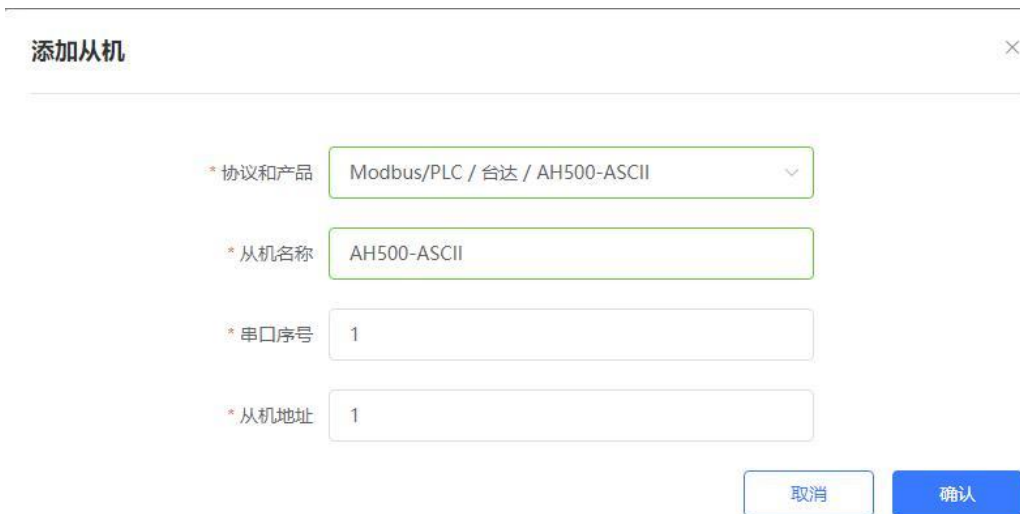 添加从机
* 协议和产品 Modbus/PLC / 台达 / AH500-ASCII
* 从机名称 AH500-ASCII
* 串口序号 1
* 从机地址 1
取消 确认